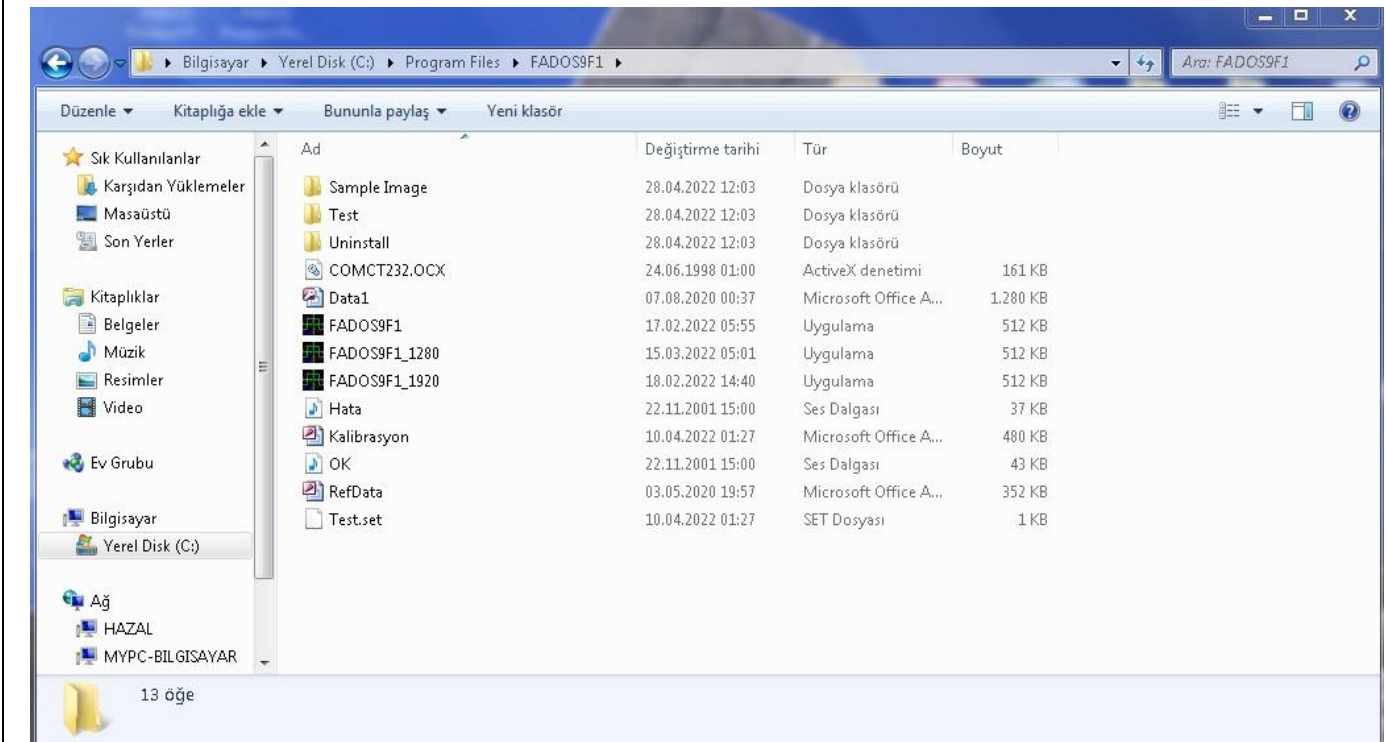 Bilgisayar ▸ Yerel Disk (C:) ▸ Program Files ▸ FADOS9F1 ▸
Ara: FADOS9F1
Düzenle Kitaplığa ekle Bununla paylaş Yeni klasör
Sık Kullanılanlar
Karşıdan Yüklemeler
Masaüstü
Son Yerler
Kitaplıklar
Belgeler
Müzik
Resimler
Video
Ev Grubu
Bilgisayar
Yerel Disk (C:)
Ağ
HAZAL
MYPC-BILGISAYAR
Ad Değiştirme tarihi Tür Boyut
Sample Image 28.04.2022 12:03 Dosya klasörü
Test 28.04.2022 12:03 Dosya klasörü
Uninstall 28.04.2022 12:03 Dosya klasörü
COMCT232.OCX 24.06.1998 01:00 ActiveX denetimi 161 KB
Data1 07.08.2020 00:37 Microsoft Office A... 1.280 KB
FADOS9F1 17.02.2022 05:55 Uygulama 512 KB
FADOS9F1_1280 15.03.2022 05:01 Uygulama 512 KB
FADOS9F1_1920 18.02.2022 14:40 Uygulama 512 KB
Hata 22.11.2001 15:00 Ses Dalgası 37 KB
Kalibrasyon 10.04.2022 01:27 Microsoft Office A... 480 KB
OK 22.11.2001 15:00 Ses Dalgası 43 KB
RefData 03.05.2020 19:57 Microsoft Office A... 352 KB
Test.set 10.04.2022 01:27 SET Dosyası 1 KB
13 öğe